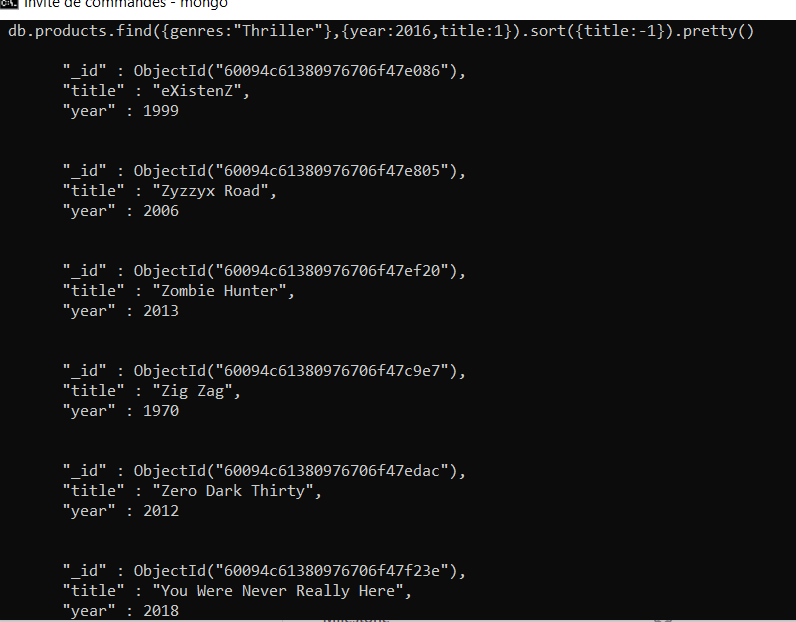 Invite de commandes - mongo
db.products.find({genres:"Thriller"},{year:2016,title:1}).sort({title:-1}).pretty()
"_id" : ObjectId("60094c61380976706f47e086"),
"title" : "eXistenZ",
"year" : 1999
"_id" : ObjectId("60094c61380976706f47e805"),
"title" : "Zyzzyx Road",
"year" : 2006
"_id" : ObjectId("60094c61380976706f47ef20"),
"title" : "Zombie Hunter",
"year" : 2013
"_id" : ObjectId("60094c61380976706f47c9e7"),
"title" : "Zig Zag",
"year" : 1970
"_id" : ObjectId("60094c61380976706f47edac"),
"title" : "Zero Dark Thirty",
"year" : 2012
"_id" : ObjectId("60094c61380976706f47f23e"),
"title" : "You Were Never Really Here",
"year" : 2018